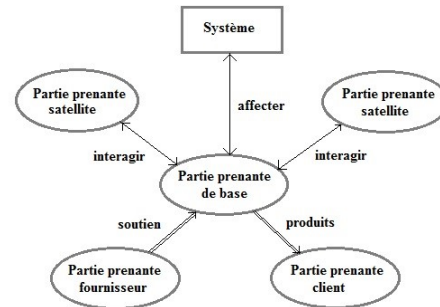 Système
Partie prenante
satellite
Partie prenante
satellite
affecter
interagir
interagir
Partie prenante
de base
soutien
produits
Partie prenante
fournisseur
Partie prenante
client